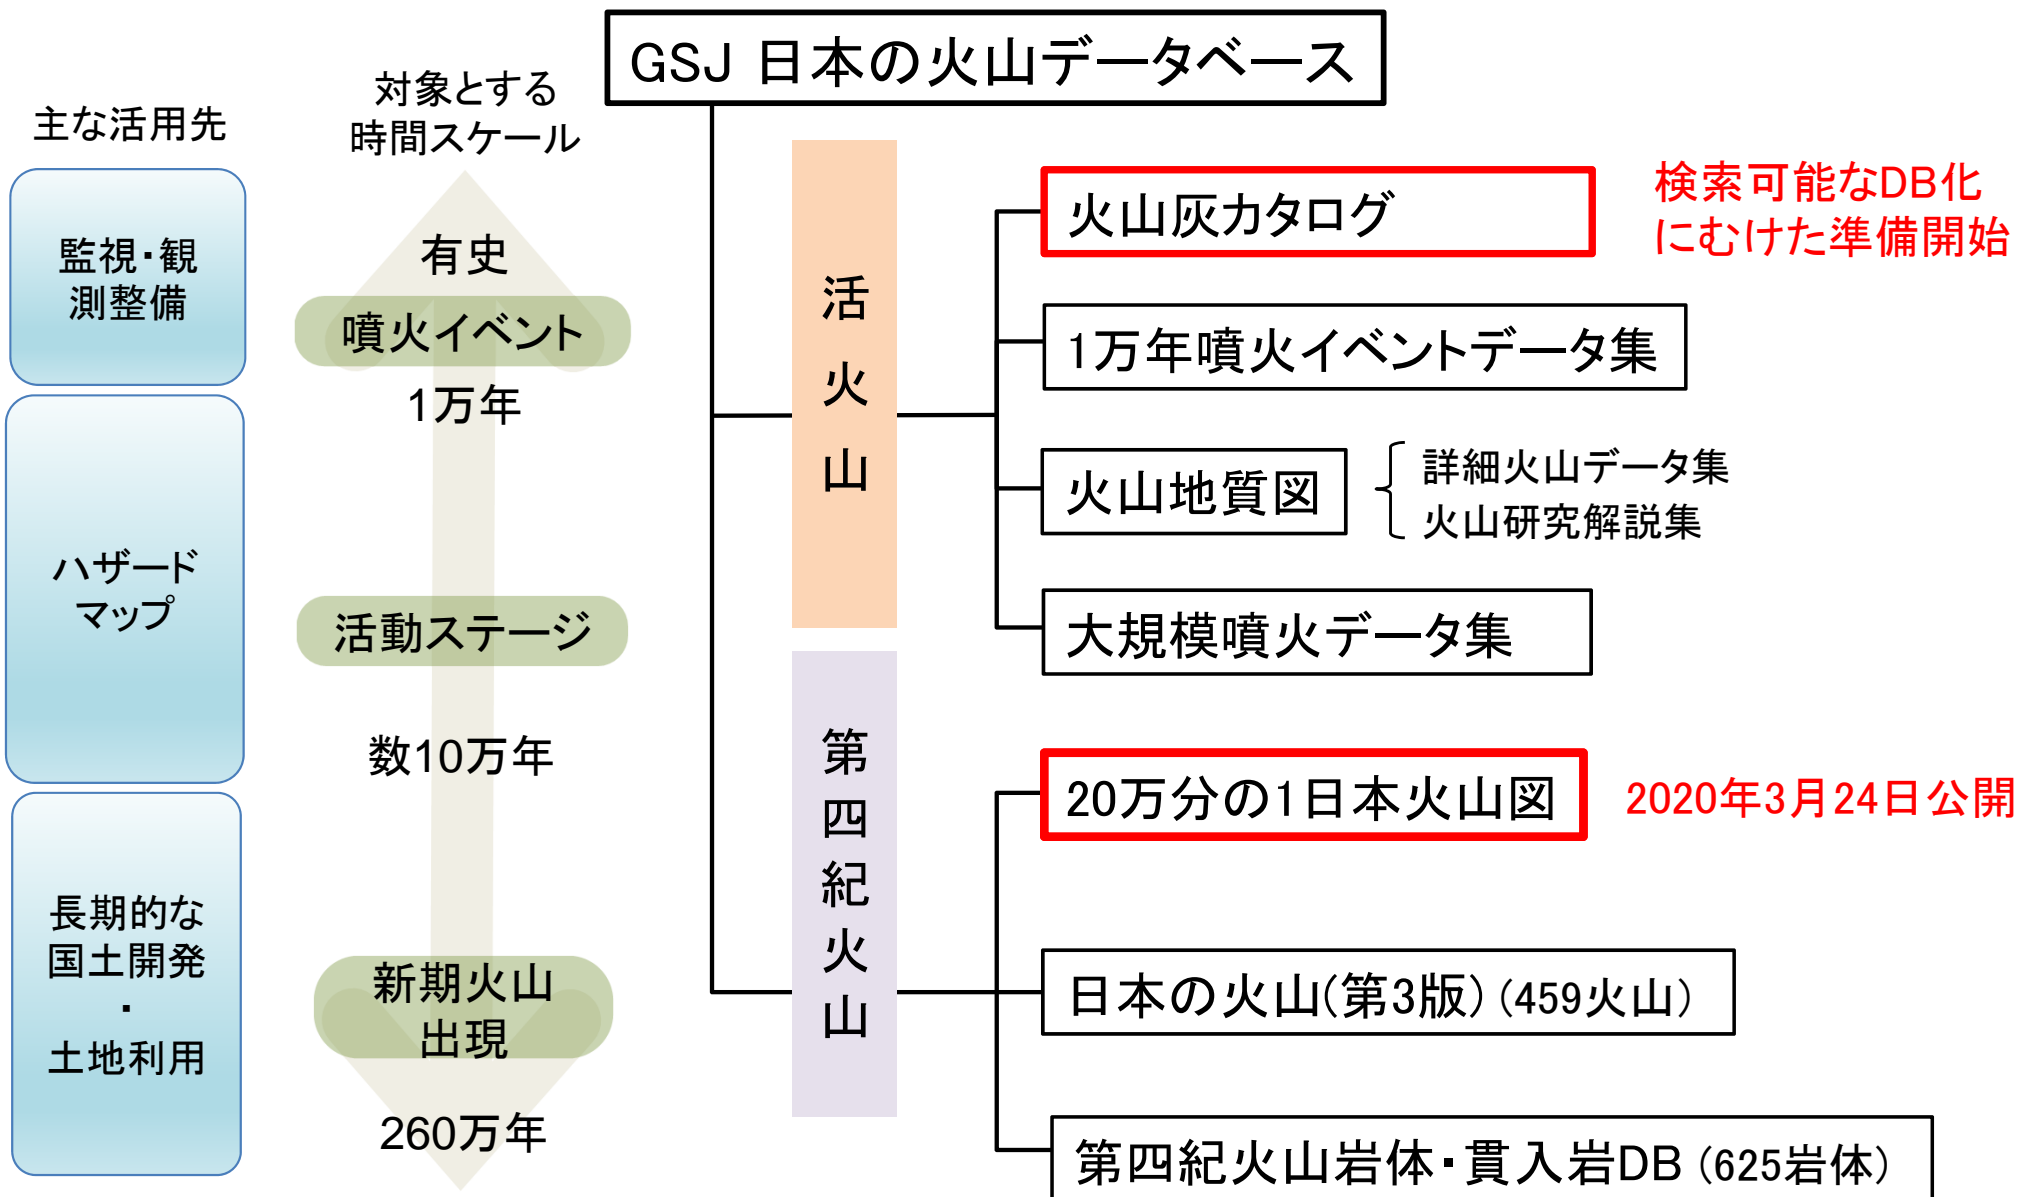 GSJ 日本の火山データベース
主な活用先
対象とする
時間スケール
監視・観
測整備
ハザード
マップ
長期的な
国土開発
・
土地利用
有史
噴火イベント
1万年
活動ステージ
数10万年
新期火山
出現
260万年
活火山
火山灰カタログ
検索可能なDB化
にむけた準備開始
1万年噴火イベントデータ集
火山地質図
詳細火山データ集
火山研究解説集
大規模噴火データ集
第四紀火山
20万分の1日本火山図
2020年3月24日公開
日本の火山(第3版)(459火山)
第四紀火山岩体・貫入岩DB(625岩体)